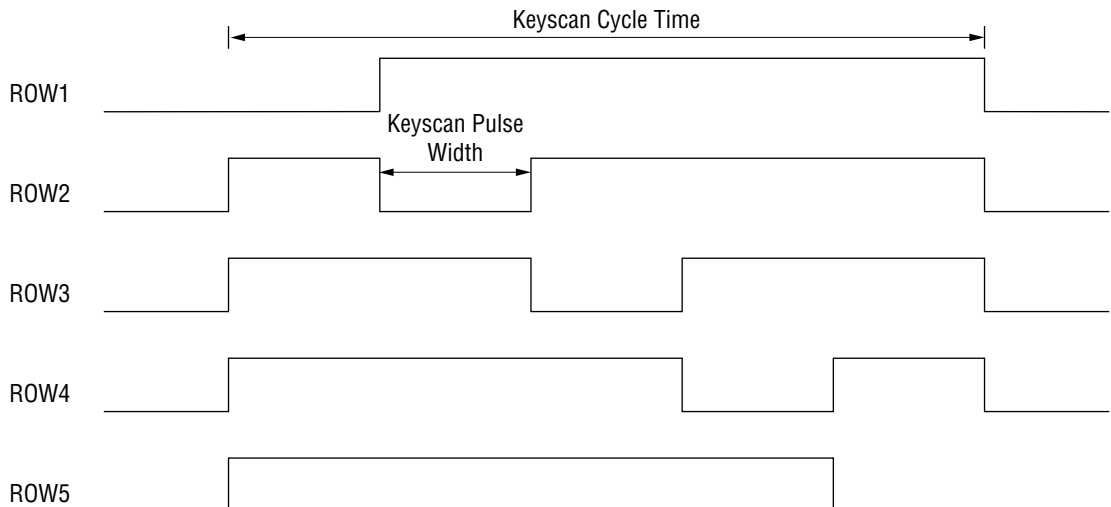 Keyscan Cycle Time
ROW1
Keyscan Pulse
Width
ROW2
ROW3
ROW4
ROW5